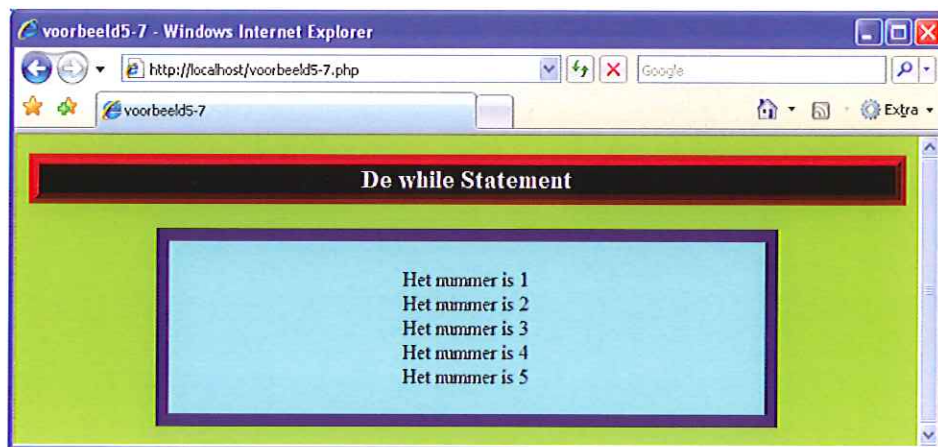 voorbeeld5-7 - Windows Internet Explorer
http://localhost/voorbeeld5-7.php
Google
voorbeeld5-7
Extra
De while Statement
Het nummer is 1
Het nummer is 2
Het nummer is 3
Het nummer is 4
Het nummer is 5